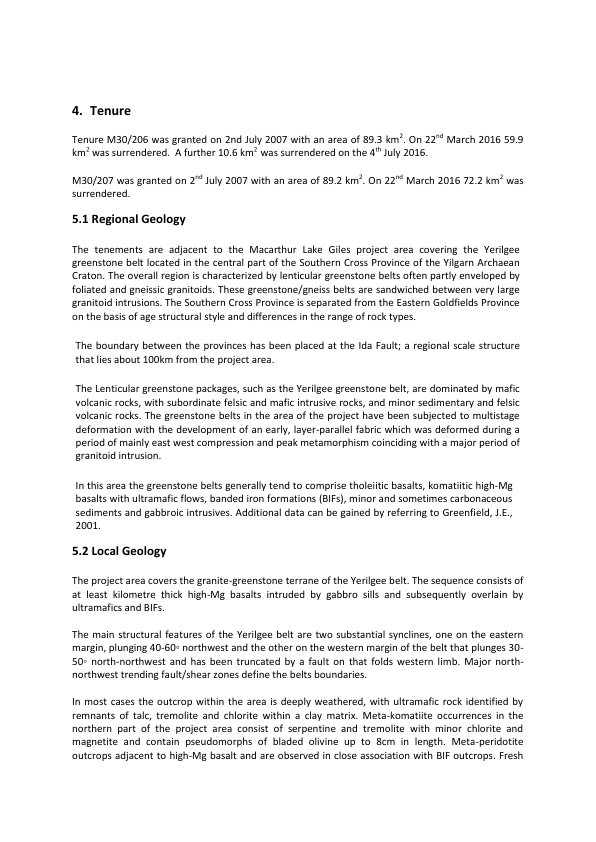 4. Tenure
Tenure M30/206 was granted on 2nd July 2007 with an area of 89.3 km². On 22nd March 2016 59.9
km² was surrendered.  A further 10.6 km² was surrendered on the 4th July 2016.
M30/207 was granted on 2nd July 2007 with an area of 89.2 km². On 22nd March 2016 72.2 km² was
surrendered.
5.1 Regional Geology
The tenements are adjacent to the Macarthur Lake Giles project area covering the Yerilgee
greenstone belt located in the central part of the Southern Cross Province of the Yilgarn Archaean
Craton. The overall region is characterized by lenticular greenstone belts often partly enveloped by
foliated and gneissic granitoids. These greenstone/gneiss belts are sandwiched between very large
granitoid intrusions. The Southern Cross Province is separated from the Eastern Goldfields Province
on the basis of age structural style and differences in the range of rock types.
The boundary between the provinces has been placed at the Ida Fault; a regional scale structure
that lies about 100km from the project area.
The Lenticular greenstone packages, such as the Yerilgee greenstone belt, are dominated by mafic
volcanic rocks, with subordinate felsic and mafic intrusive rocks, and minor sedimentary and felsic
volcanic rocks. The greenstone belts in the area of the project have been subjected to multistage
deformation with the development of an early, layer-parallel fabric which was deformed during a
period of mainly east west compression and peak metamorphism coinciding with a major period of
granitoid intrusion.
In this area the greenstone belts generally tend to comprise tholeiitic basalts, komatiitic high-Mg
basalts with ultramafic flows, banded iron formations (BIFs), minor and sometimes carbonaceous
sediments and gabbroic intrusives. Additional data can be gained by referring to Greenfield, J.E.,
2001.
5.2 Local Geology
The project area covers the granite-greenstone terrane of the Yerilgee belt. The sequence consists of
at least kilometre thick high-Mg basalts intruded by gabbro sills and subsequently overlain by
ultramafics and BIFs.
The main structural features of the Yerilgee belt are two substantial synclines, one on the eastern
margin, plunging 40-60◦ northwest and the other on the western margin of the belt that plunges 30-
50◦ north-northwest and has been truncated by a fault on that folds western limb. Major north-
northwest trending fault/shear zones define the belts boundaries.
In most cases the outcrop within the area is deeply weathered, with ultramafic rock identified by
remnants of talc, tremolite and chlorite within a clay matrix. Meta-komatiite occurrences in the
northern part of the project area consist of serpentine and tremolite with minor chlorite and
magnetite and contain pseudomorphs of bladed olivine up to 8cm in length. Meta-peridotite
outcrops adjacent to high-Mg basalt and are observed in close association with BIF outcrops. Fresh